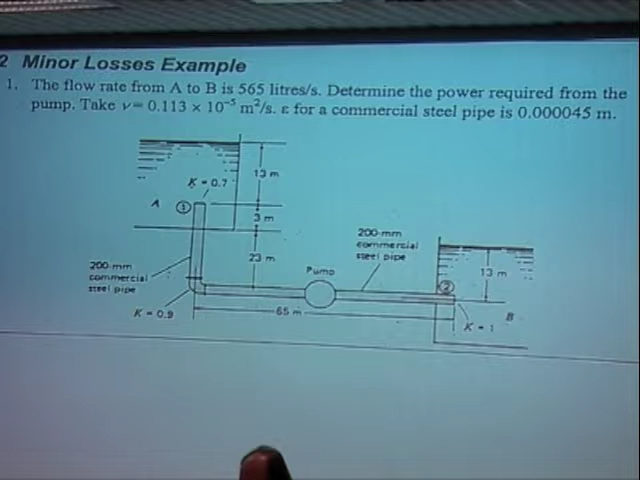 2 Minor Losses Example
1. The flow rate from A to B is 565 litres/s. Determine the power required from the
pump. Take ν= 0.113 × 10⁻⁵ m²/s. ε for a commercial steel pipe is 0.000045 m.
13 m
K = 0.7
A
1
3 m
200-mm
commercial
steel pipe
23 m
Pump
200-mm
commercial
steel pipe
13 m
2
65 m
K = 0.9
K = 1
B